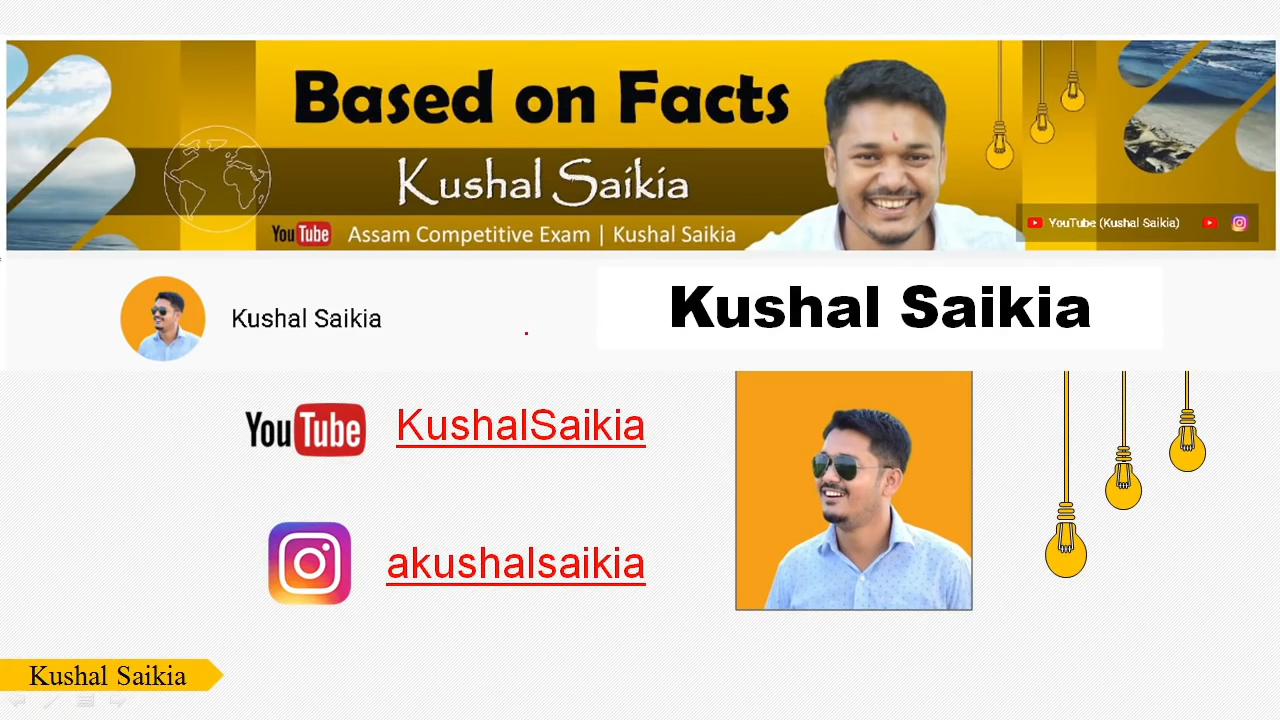 Based on Facts
Kushal Saikia
YouTube Assam Competitive Exam | Kushal Saikia
YouTube (Kushal Saikia)
Kushal Saikia
Kushal Saikia
YouTube KushalSaikia
akushalsaikia
Kushal Saikia